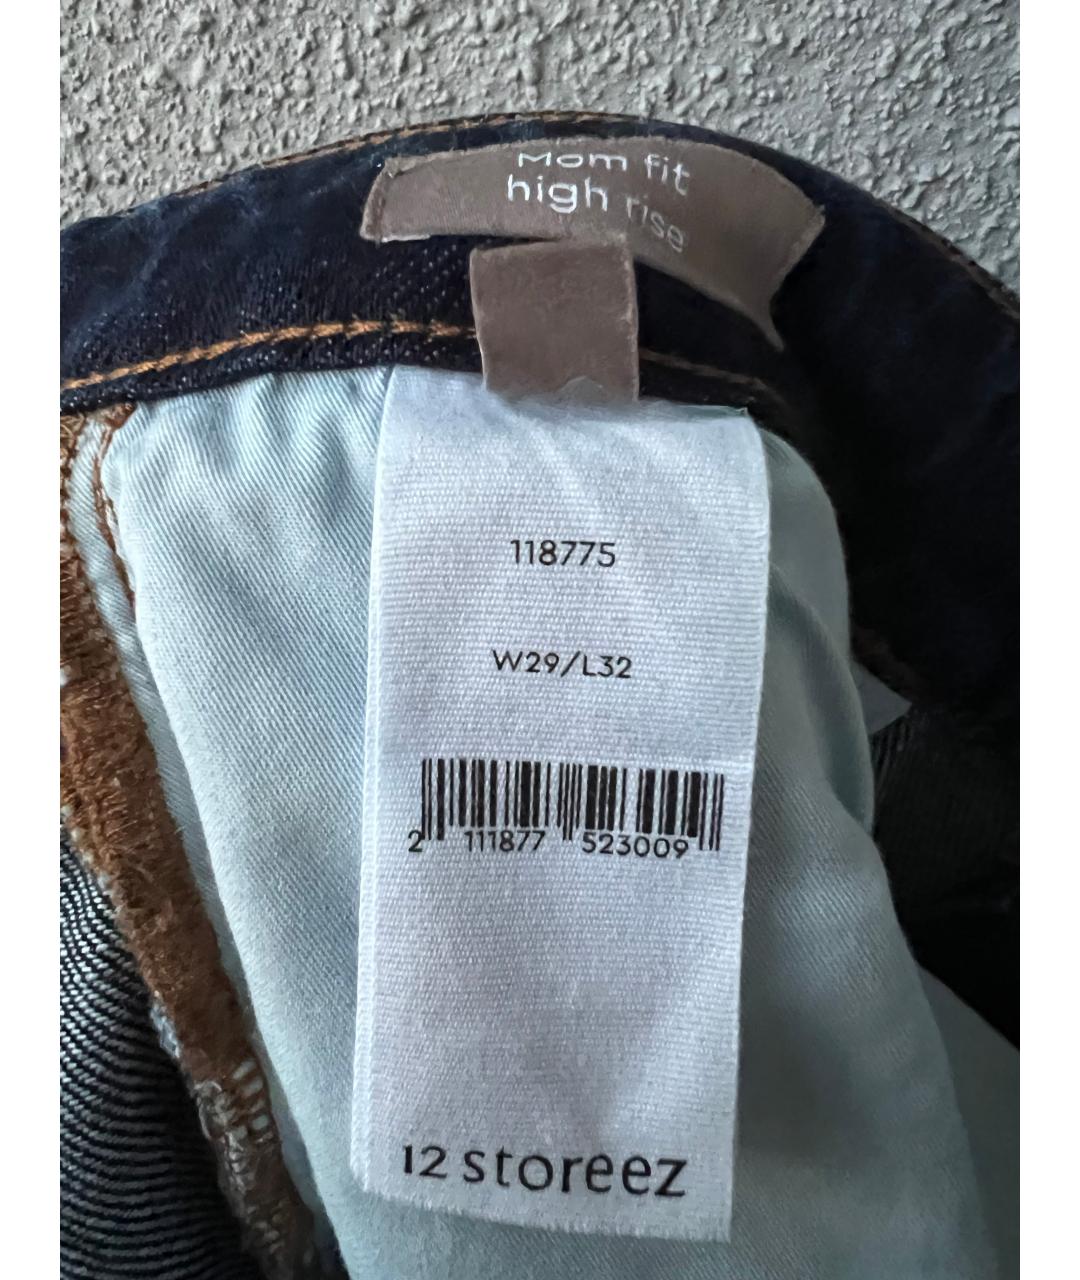 Mom fit
high rise
118775
W29/L32
2 111877 523009
12 storeez